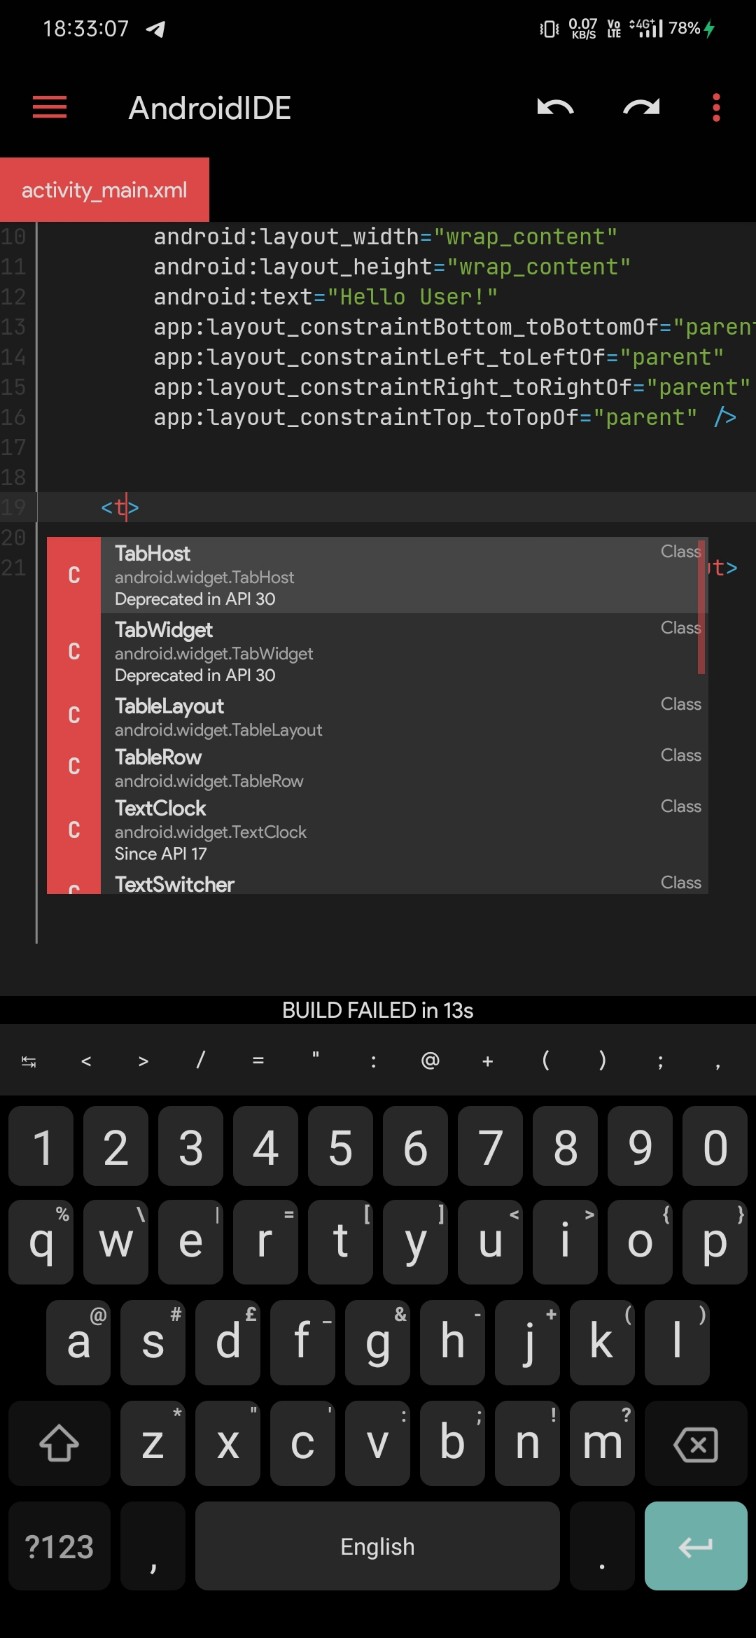 18:33:07 0.07 KB/S Vo LTE 4G+ 78%
AndroidIDE
activity_main.xml
10 android:layout_width="wrap_content"
11 android:layout_height="wrap_content"
12 android:text="Hello User!"
13 app:layout_constraintBottom_toBottomOf="paren
14 app:layout_constraintLeft_toLeftOf="parent"
15 app:layout_constraintRight_toRightOf="parent"
16 app:layout_constraintTop_toTopOf="parent" />
17
18
19 <t>
20
21 t>
C TabHost Class
android.widget.TabHost
Deprecated in API 30
C TabWidget Class
android.widget.TabWidget
Deprecated in API 30
C TableLayout Class
android.widget.TableLayout
C TableRow Class
android.widget.TableRow
C TextClock Class
android.widget.TextClock
Since API 17
C TextSwitcher Class
BUILD FAILED in 13s
< > / = " : @ + ( ) ; ,
1 2 3 4 5 6 7 8 9 0
% \ | = [ ] < > { }
q w e r t y u i o p
@ # £ _ & - + ( )
a s d f g h j k l
* " ' : ; ! ?
z x c v b n m
?123 , English .